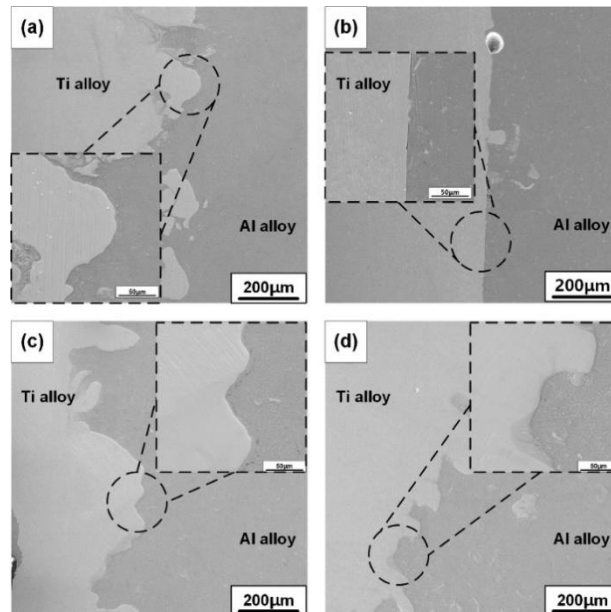 (a)
Ti alloy
50μm
Al alloy
200μm
(b)
Ti alloy
50μm
Al alloy
200μm
(c)
Ti alloy
50μm
Al alloy
200μm
(d)
Ti alloy
50μm
Al alloy
200μm